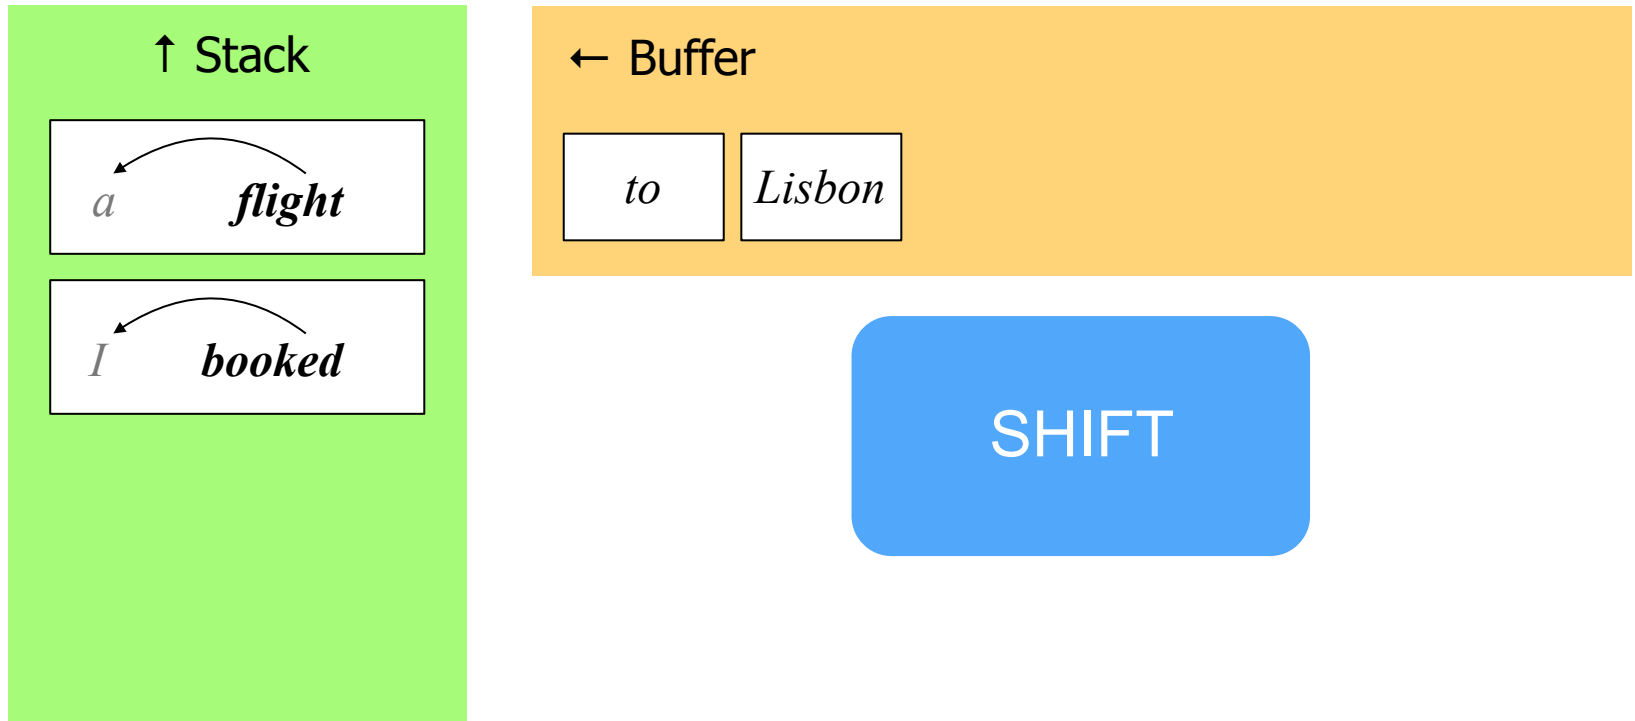 ↑ Stack
a flight
I booked
← Buffer
to Lisbon
SHIFT